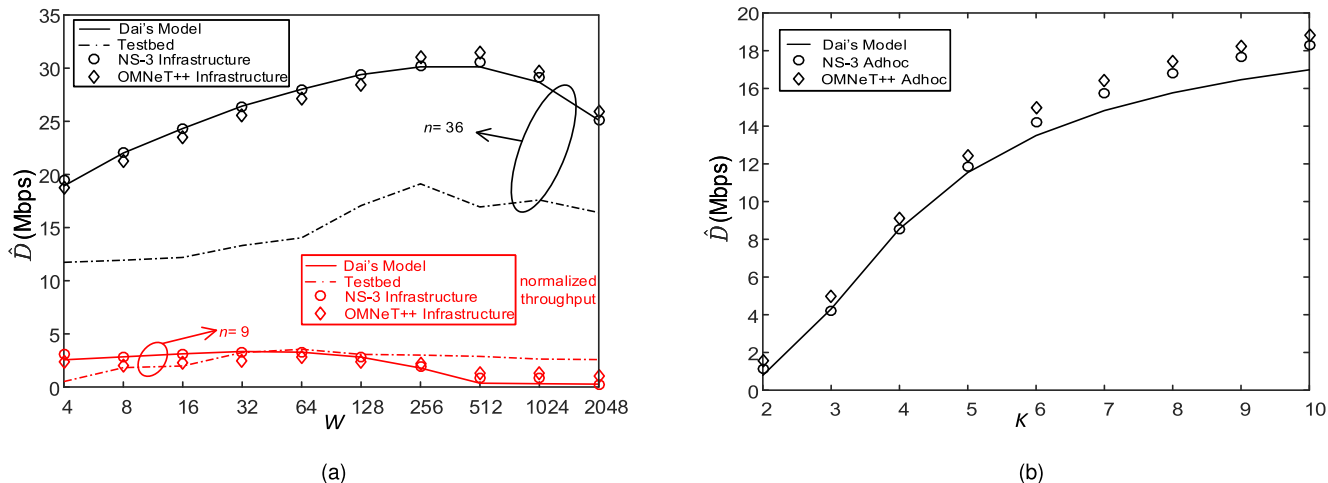 35
30
25
20
15
10
5
0
D̂ (Mbps)
Dai's Model
Testbed
NS-3 Infrastructure
OMNeT++ Infrastructure
n= 36
Dai's Model
Testbed
NS-3 Infrastructure
OMNeT++ Infrastructure
normalized
throughput
n= 9
4 8 16 32 64 128 256 512 1024 2048
W
(a)
20
18
16
14
12
10
8
6
4
2
0
D̂ (Mbps)
Dai's Model
NS-3 Adhoc
OMNeT++ Adhoc
2 3 4 5 6 7 8 9 10
K
(b)